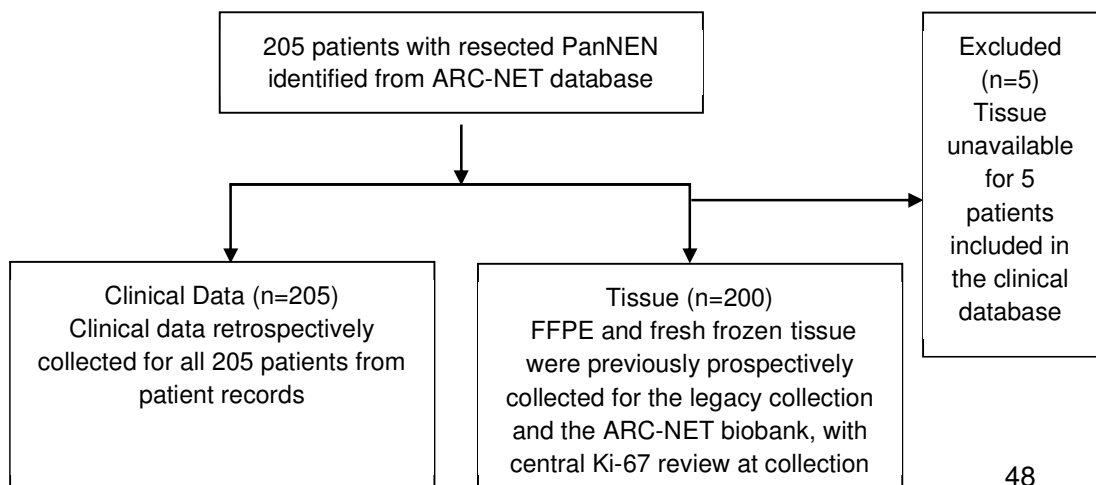 205 patients with resected PanNEN
identified from ARC-NET database
Excluded
(n=5)
Tissue
unavailable
for 5
patients
included in
the clinical
database
Clinical Data (n=205)
Clinical data retrospectively
collected for all 205 patients from
patient records
Tissue (n=200)
FFPE and fresh frozen tissue
were previously prospectively
collected for the legacy collection
and the ARC-NET biobank, with
central Ki-67 review at collection
48